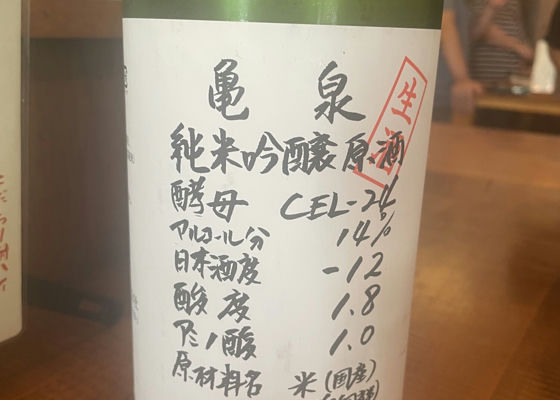 亀泉
生
純米吟醸原酒
酵母 CEL-24
アルコール分 14%
日本酒度 -12
酸度 1.8
アミノ酸 1.0
原材料名 米(国産)